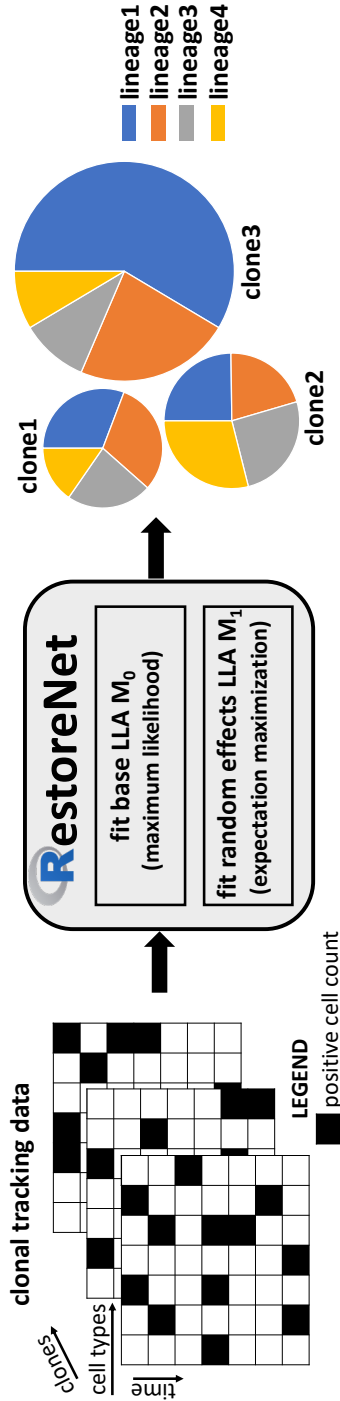 clonal tracking data
clones
cell types
time
LEGEND
positive cell count
RestoreNet
fit base LLA M₀
(maximum likelihood)
fit random effects LLA M₁
(expectation maximization)
clone1
clone2
clone3
lineage1
lineage2
lineage3
lineage4